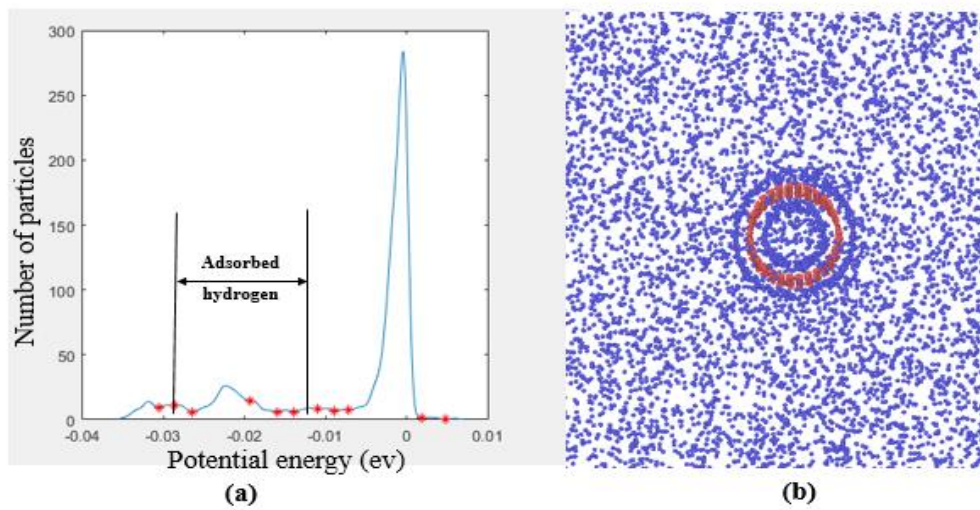 300
250
200
150
100
50
0
Number of particles
Adsorbed
hydrogen
-0.04 -0.03 -0.02 -0.01 0 0.01
Potential energy (ev)
(a) (b)